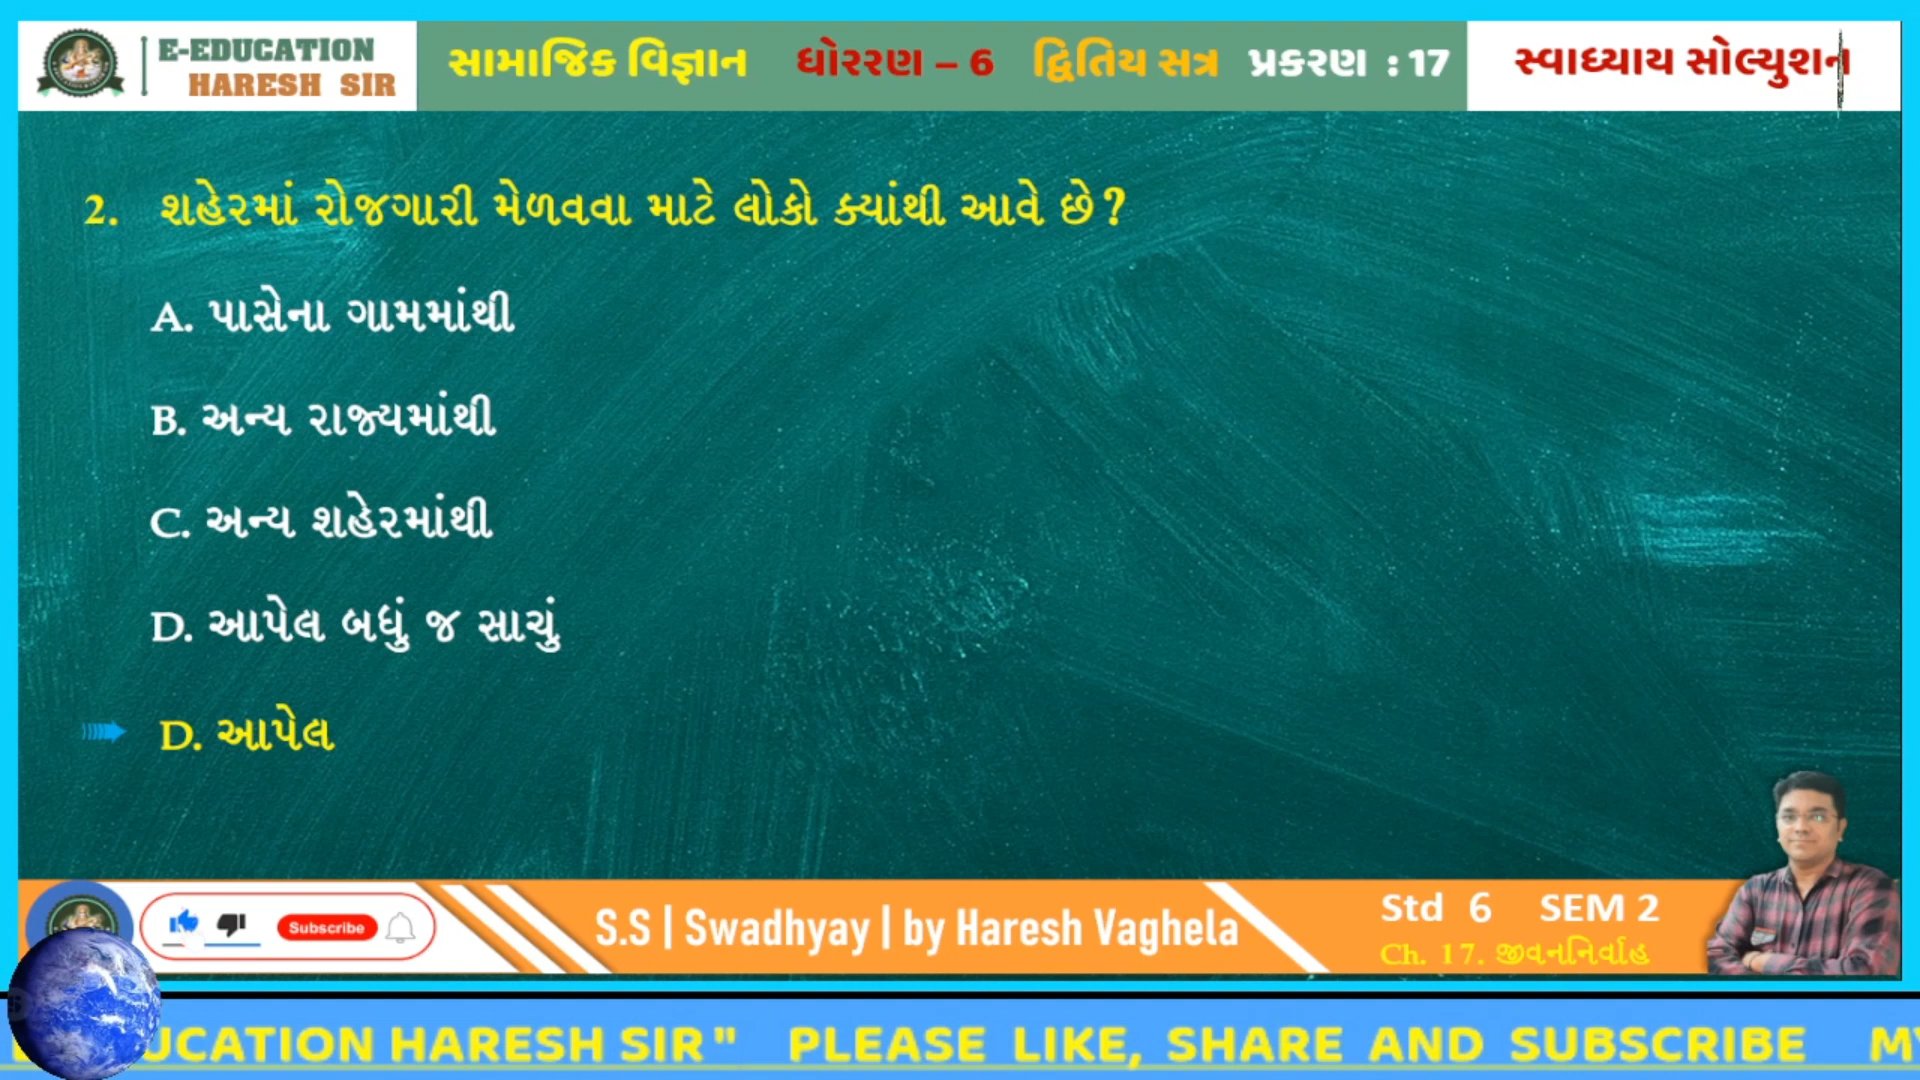 E-EDUCATION
HARESH SIR
સામાજિક વિજ્ઞાન ધોરરણ – 6 દ્વિતિય સત્ર પ્રકરણ : 17
સ્વાધ્યાય સોલ્યુશન
2. શહેરમાં રોજગારી મેળવવા માટે લોકો ક્યાંથી આવે છે?
A. પાસેના ગામમાંથી
B. અન્ય રાજ્યમાંથી
C. અન્ય શહેરમાંથી
D. આપેલ બધું જ સાચું
D. આપેલ
Subscribe
S.S | Swadhyay | by Haresh Vaghela
Std 6 SEM 2
Ch. 17. જીવનનિર્વાહ
UCATION HARESH SIR" PLEASE LIKE, SHARE AND SUBSCRIBE MY